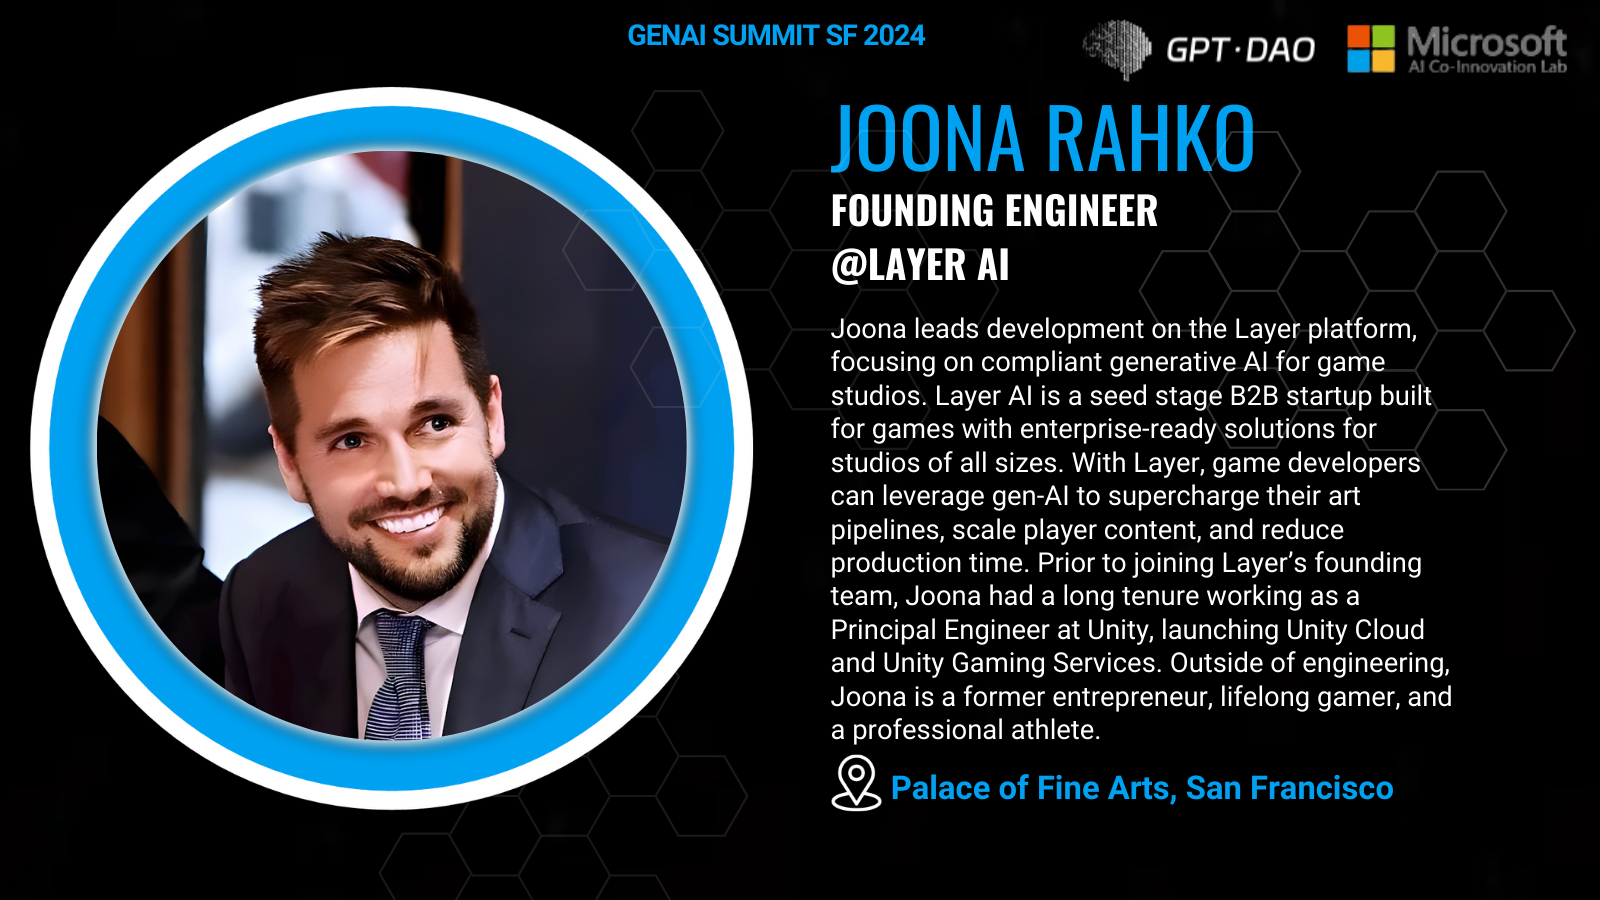 GENAI SUMMIT SF 2024
GPT·DAO
Microsoft
AI Co-Innovation Lab
JOONA RAHKO
FOUNDING ENGINEER
@LAYER AI
Joona leads development on the Layer platform,
focusing on compliant generative AI for game
studios. Layer AI is a seed stage B2B startup built
for games with enterprise-ready solutions for
studios of all sizes. With Layer, game developers
can leverage gen-AI to supercharge their art
pipelines, scale player content, and reduce
production time. Prior to joining Layer’s founding
team, Joona had a long tenure working as a
Principal Engineer at Unity, launching Unity Cloud
and Unity Gaming Services. Outside of engineering,
Joona is a former entrepreneur, lifelong gamer, and
a professional athlete.
Palace of Fine Arts, San Francisco